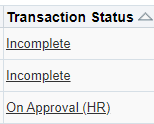 Transaction Status
Incomplete
Incomplete
On Approval (HR)